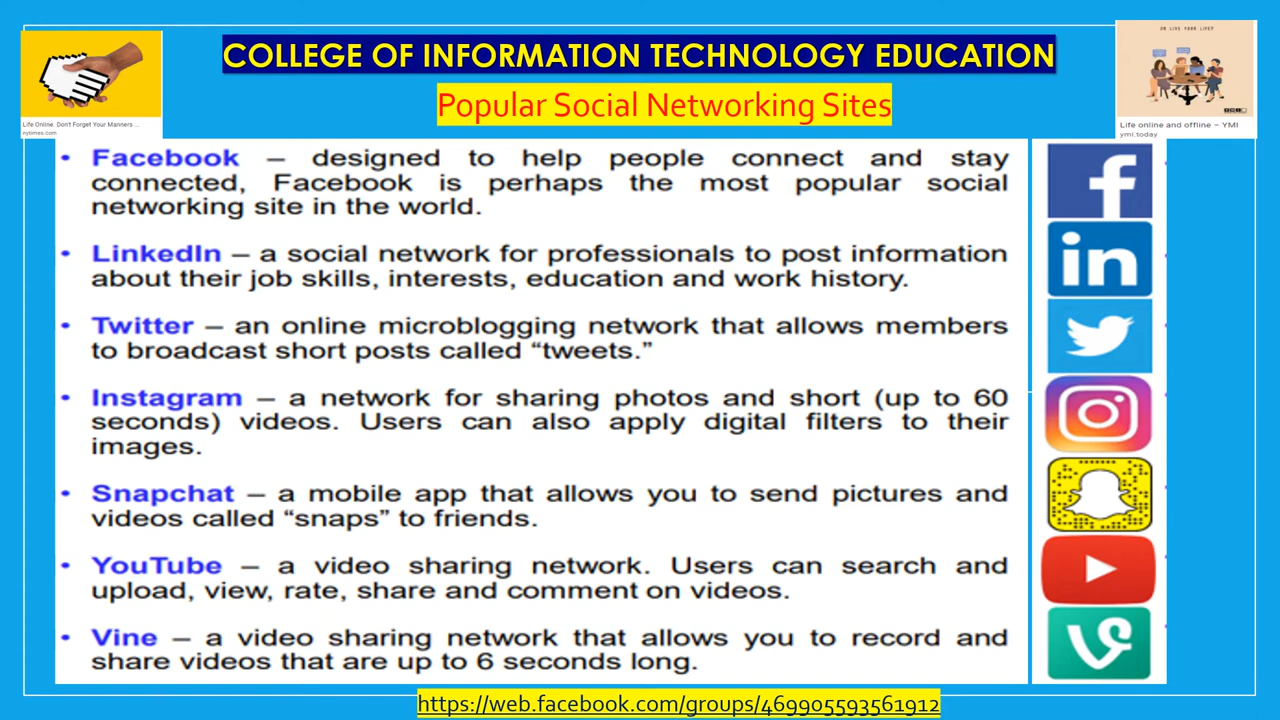 COLLEGE OF INFORMATION TECHNOLOGY EDUCATION
Popular Social Networking Sites
Life Online. Don't Forget Your Manners ...
nytimes.com
OR LIVE YOUR LIFE?
Life online and offline – YMI
ymi.today
• Facebook – designed to help people connect and stay
connected, Facebook is perhaps the most popular social
networking site in the world.
• LinkedIn – a social network for professionals to post information
about their job skills, interests, education and work history.
• Twitter – an online microblogging network that allows members
to broadcast short posts called “tweets.”
• Instagram – a network for sharing photos and short (up to 60
seconds) videos. Users can also apply digital filters to their
images.
• Snapchat – a mobile app that allows you to send pictures and
videos called “snaps” to friends.
• YouTube – a video sharing network. Users can search and
upload, view, rate, share and comment on videos.
• Vine – a video sharing network that allows you to record and
share videos that are up to 6 seconds long.
f
in
https://web.facebook.com/groups/469905593561912